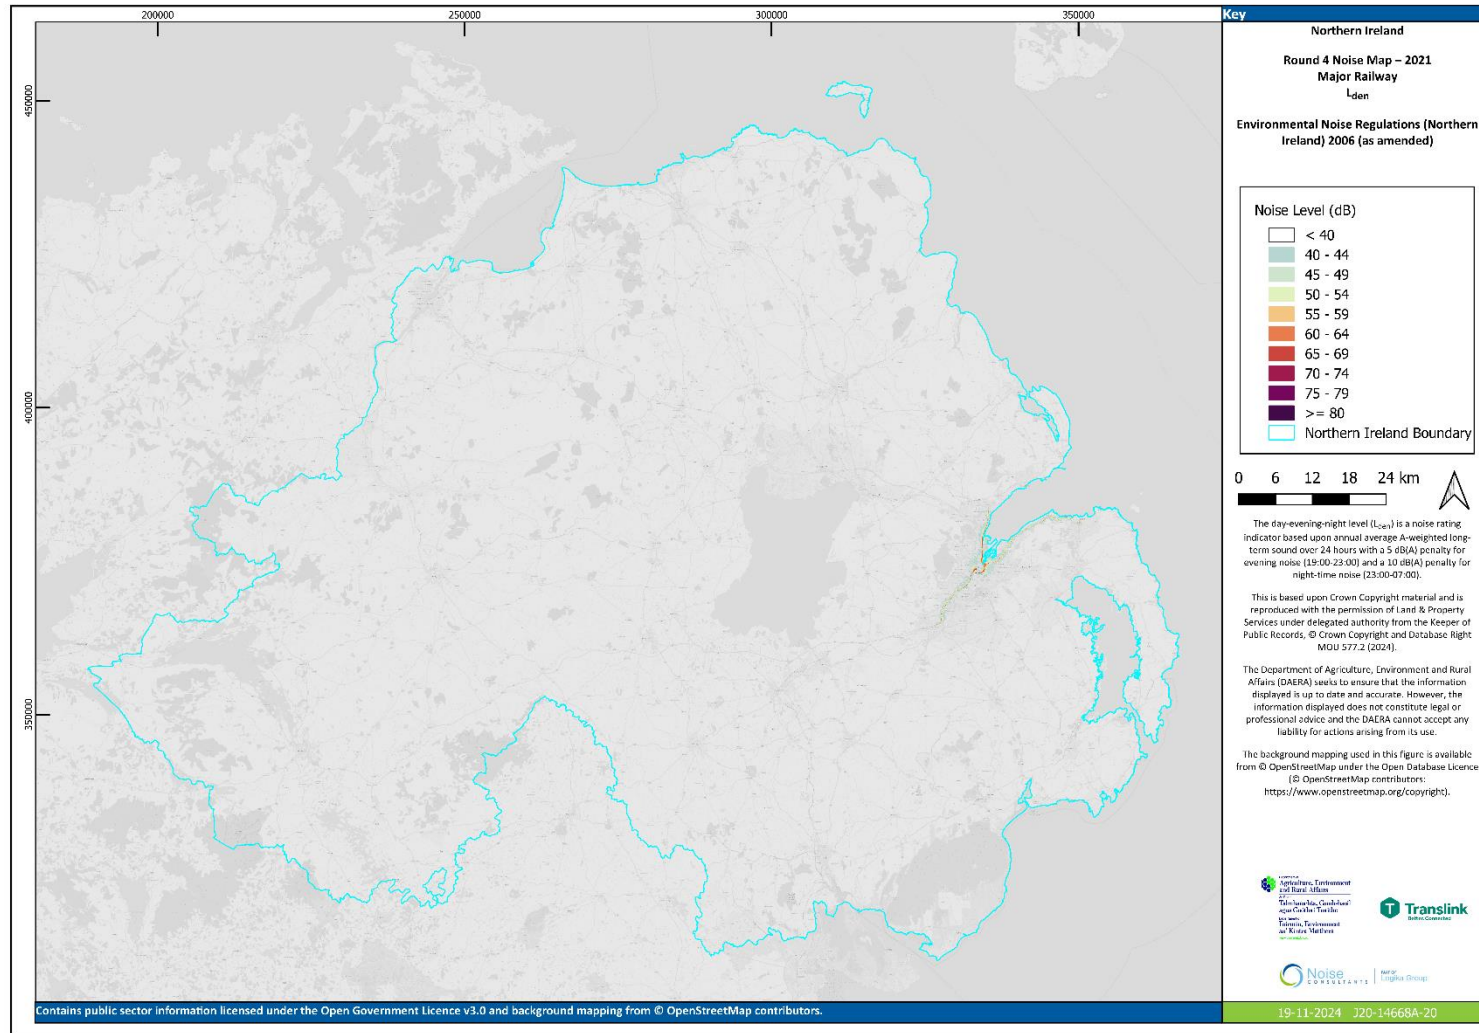 200000
250000
300000
350000
450000
400000
350000
Key
Northern Ireland
Round 4 Noise Map – 2021
Major Railway
Lden
Environmental Noise Regulations (Northern
Ireland) 2006 (as amended)
Noise Level (dB)
< 40
40 - 44
45 - 49
50 - 54
55 - 59
60 - 64
65 - 69
70 - 74
75 - 79
>= 80
Northern Ireland Boundary
0 6 12 18 24 km
The day-evening-night level (Lden) is a noise rating
indicator based upon annual average A-weighted long-
term sound over 24 hours with a 5 dB(A) penalty for
evening noise (19:00-23:00) and a 10 dB(A) penalty for
night-time noise (23:00-07:00).
This is based upon Crown Copyright material and is
reproduced with the permission of Land & Property
Services under delegated authority from the Keeper of
Public Records, © Crown Copyright and Database Right
MOU 577.2 (2024).
The Department of Agriculture, Environment and Rural
Affairs (DAERA) seeks to ensure that the information
displayed is up to date and accurate. However, the
information displayed does not constitute legal or
professional advice and the DAERA cannot accept any
liability for actions arising from its use.
The background mapping used in this figure is available
from © OpenStreetMap under the Open Database Licence
(© OpenStreetMap contributors:
https://www.openstreetmap.org/copyright).
Agriculture, Environment
and Rural Affairs
Translink
Noise
CONSULTANTS
PART OF
Logika Group
Contains public sector information licensed under the Open Government Licence v3.0 and background mapping from © OpenStreetMap contributors.
19-11-2024 J20-14668A-20